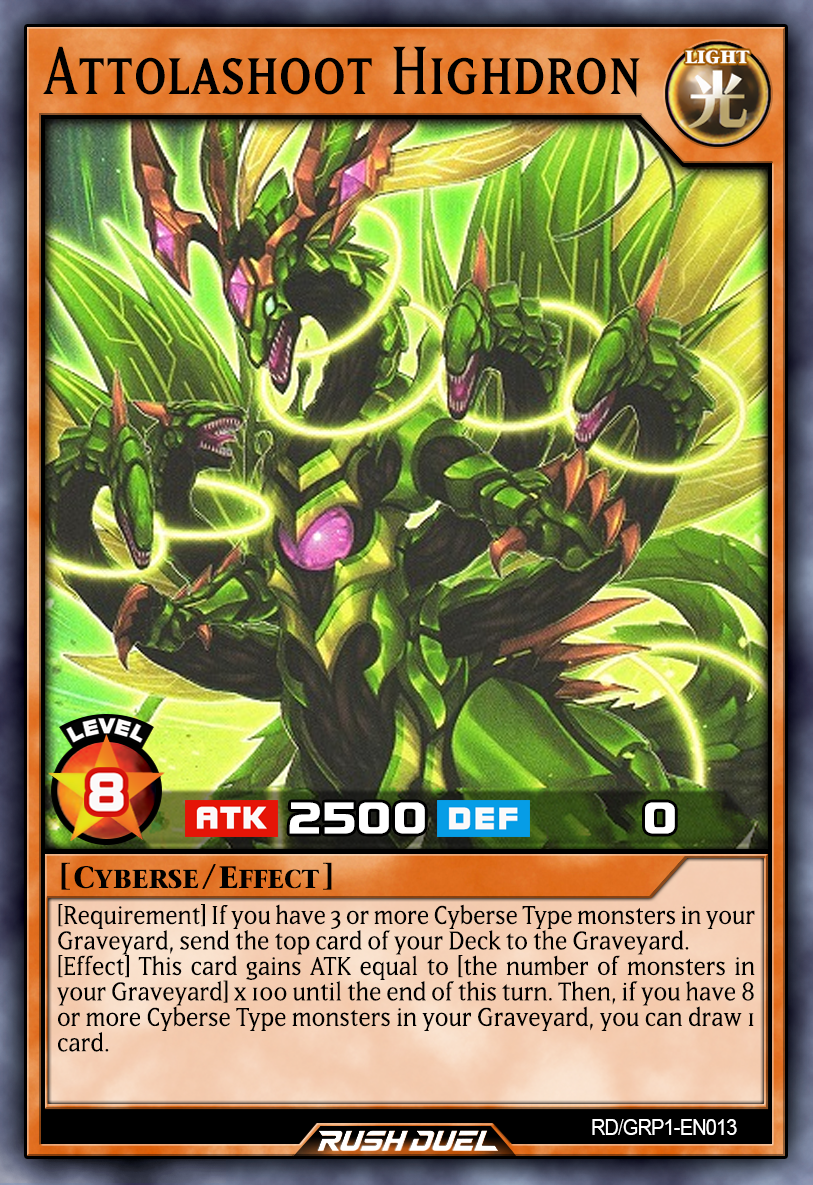 Attolashoot Highdron
LIGHT
光
LEVEL
8
ATK 2500 DEF 0
[Cyberse/Effect]
[Requirement] If you have 3 or more Cyberse Type monsters in your
Graveyard, send the top card of your Deck to the Graveyard.
[Effect] This card gains ATK equal to [the number of monsters in
your Graveyard] x 100 until the end of this turn. Then, if you have 8
or more Cyberse Type monsters in your Graveyard, you can draw 1
card.
RUSH DUEL
RD/GRP1-EN013